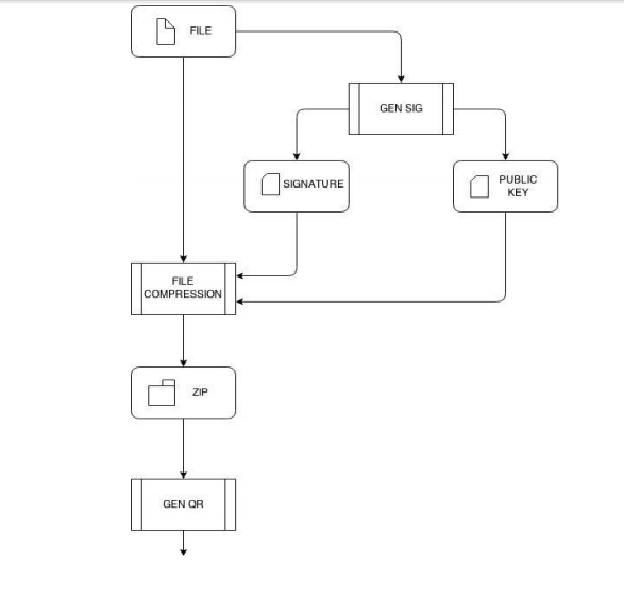 FILE
GEN SIG
SIGNATURE
PUBLIC
KEY
FILE
COMPRESSION
ZIP
GEN QR